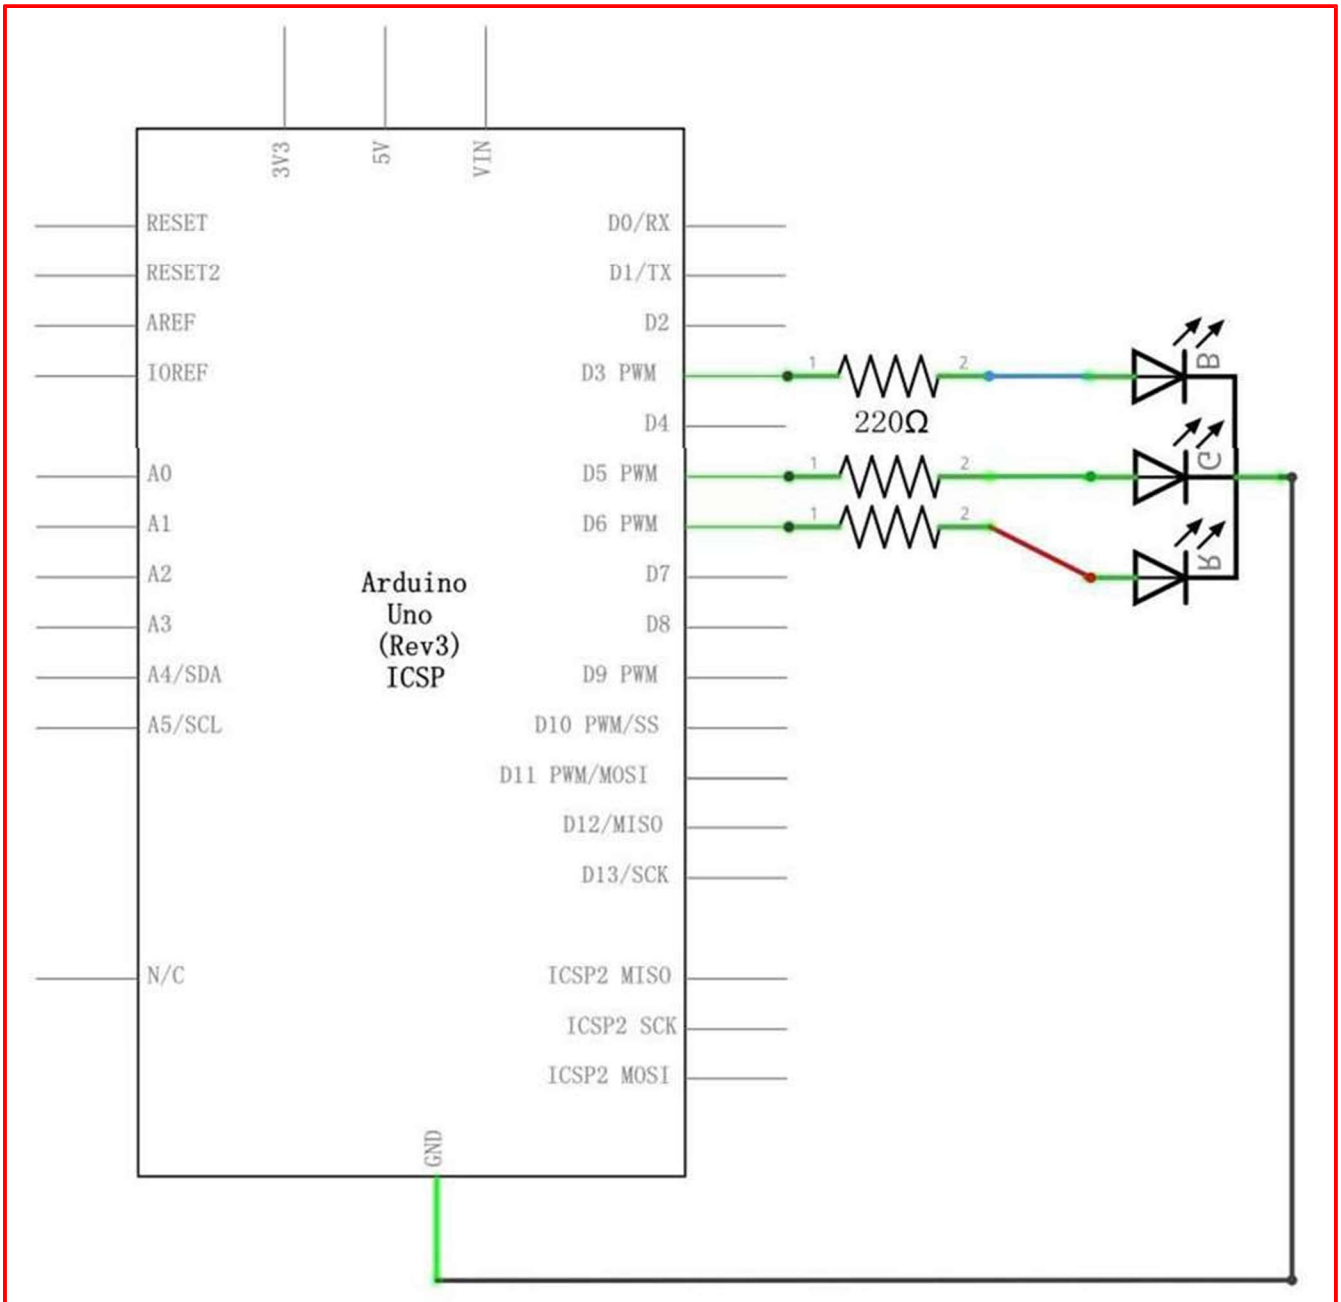 3V3
5V
VIN
RESET
RESET2
AREF
IOREF
A0
A1
A2
A3
A4/SDA
A5/SCL
N/C
Arduino
Uno
(Rev3)
ICSP
D0/RX
D1/TX
D2
D3 PWM
D4
D5 PWM
D6 PWM
D7
D8
D9 PWM
D10 PWM/SS
D11 PWM/MOSI
D12/MISO
D13/SCK
ICSP2 MISO
ICSP2 SCK
ICSP2 MOSI
GND
1 2
220Ω
1 2
1 2
B
G
R